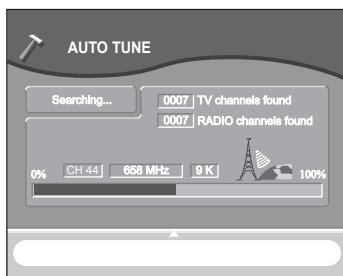 AUTO TUNE
Searching...
0007 TV channels found
0007 RADIO channels found
0% CH 44 658 MHz 9 K 100%